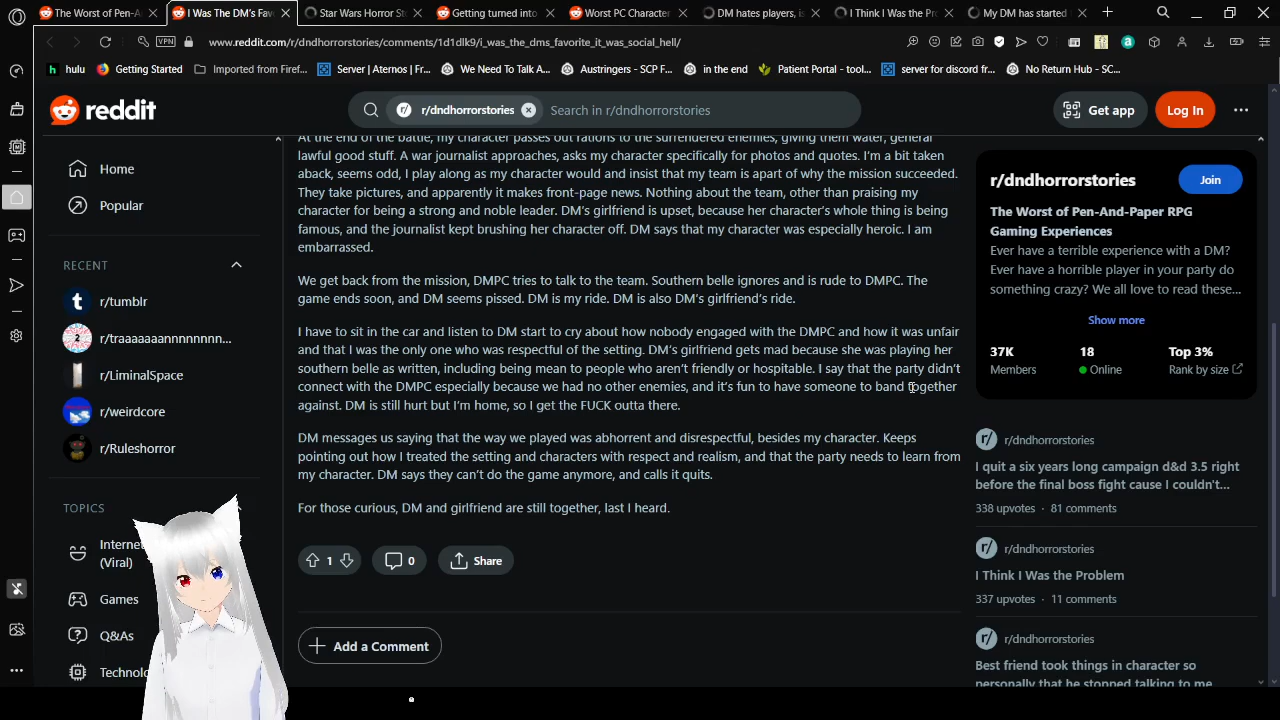 The Worst of Pen-A
I Was The DM's Fav
Star Wars Horror St
Getting turned into
Worst PC Character
DM hates players, is
I Think I Was the Pr
My DM has started
VPN
www.reddit.com/r/dndhorrorstories/comments/1d1dlk9/i_was_the_dms_favorite_it_was_social_hell/
hulu
Getting Started
Imported from Firef...
Server | Aternos | Fr...
We Need To Talk A...
Austringers - SCP F...
in the end
Patient Portal - tool...
server for discord fr...
No Return Hub - SC...
reddit
r/dndhorrorstories
Search in r/dndhorrorstories
Get app
Log In
Home
Popular
RECENT
r/tumblr
r/traaaaaaannnnnnnn...
r/LiminalSpace
r/weirdcore
r/Ruleshorror
TOPICS
Internet
(Viral)
Games
Q&As
Technolo
At the end of the battle, my character passes out rations to the surrendered enemies, giving them water, general
lawful good stuff. A war journalist approaches, asks my character specifically for photos and quotes. I'm a bit taken
aback, seems odd, I play along as my character would and insist that my team is apart of why the mission succeeded.
They take pictures, and apparently it makes front-page news. Nothing about the team, other than praising my
character for being a strong and noble leader. DM's girlfriend is upset, because her character's whole thing is being
famous, and the journalist kept brushing her character off. DM says that my character was especially heroic. I am
embarrassed.
We get back from the mission, DMPC tries to talk to the team. Southern belle ignores and is rude to DMPC. The
game ends soon, and DM seems pissed. DM is my ride. DM is also DM's girlfriend's ride.
I have to sit in the car and listen to DM start to cry about how nobody engaged with the DMPC and how it was unfair
and that I was the only one who was respectful of the setting. DM's girlfriend gets mad because she was playing her
southern belle as written, including being mean to people who aren't friendly or hospitable. I say that the party didn't
connect with the DMPC especially because we had no other enemies, and it's fun to have someone to band together
against. DM is still hurt but I'm home, so I get the FUCK outta there.
DM messages us saying that the way we played was abhorrent and disrespectful, besides my character. Keeps
pointing out how I treated the setting and characters with respect and realism, and that the party needs to learn from
my character. DM says they can't do the game anymore, and calls it quits.
For those curious, DM and girlfriend are still together, last I heard.
1
0
Share
Add a Comment
r/dndhorrorstories
Join
The Worst of Pen-And-Paper RPG
Gaming Experiences
Ever have a terrible experience with a DM?
Ever have a horrible player in your party do
something crazy? We all love to read these...
Show more
37K
Members
18
Online
Top 3%
Rank by size
r/dndhorrorstories
I quit a six years long campaign d&d 3.5 right
before the final boss fight cause I couldn't...
338 upvotes · 81 comments
r/dndhorrorstories
I Think I Was the Problem
337 upvotes · 11 comments
r/dndhorrorstories
Best friend took things in character so
personally that he stopped talking to me